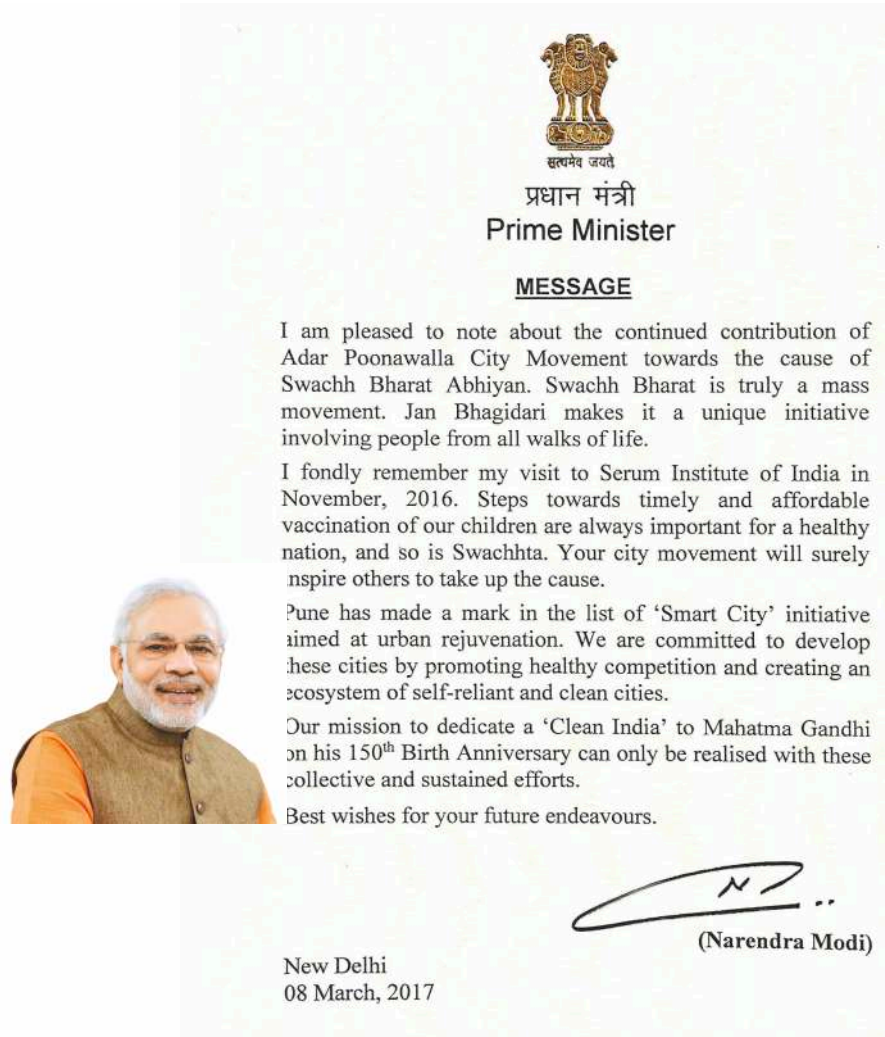 सत्यमेव जयते
प्रधान मंत्री
Prime Minister
MESSAGE
I am pleased to note about the continued contribution of
Adar Poonawalla City Movement towards the cause of
Swachh Bharat Abhiyan. Swachh Bharat is truly a mass
movement. Jan Bhagidari makes it a unique initiative
involving people from all walks of life.
I fondly remember my visit to Serum Institute of India in
November, 2016. Steps towards timely and affordable
vaccination of our children are always important for a healthy
nation, and so is Swachhta. Your city movement will surely
inspire others to take up the cause.
Pune has made a mark in the list of ‘Smart City’ initiative
aimed at urban rejuvenation. We are committed to develop
these cities by promoting healthy competition and creating an
ecosystem of self-reliant and clean cities.
Our mission to dedicate a ‘Clean India’ to Mahatma Gandhi
on his 150th Birth Anniversary can only be realised with these
collective and sustained efforts.
Best wishes for your future endeavours.
(Narendra Modi)
New Delhi
08 March, 2017